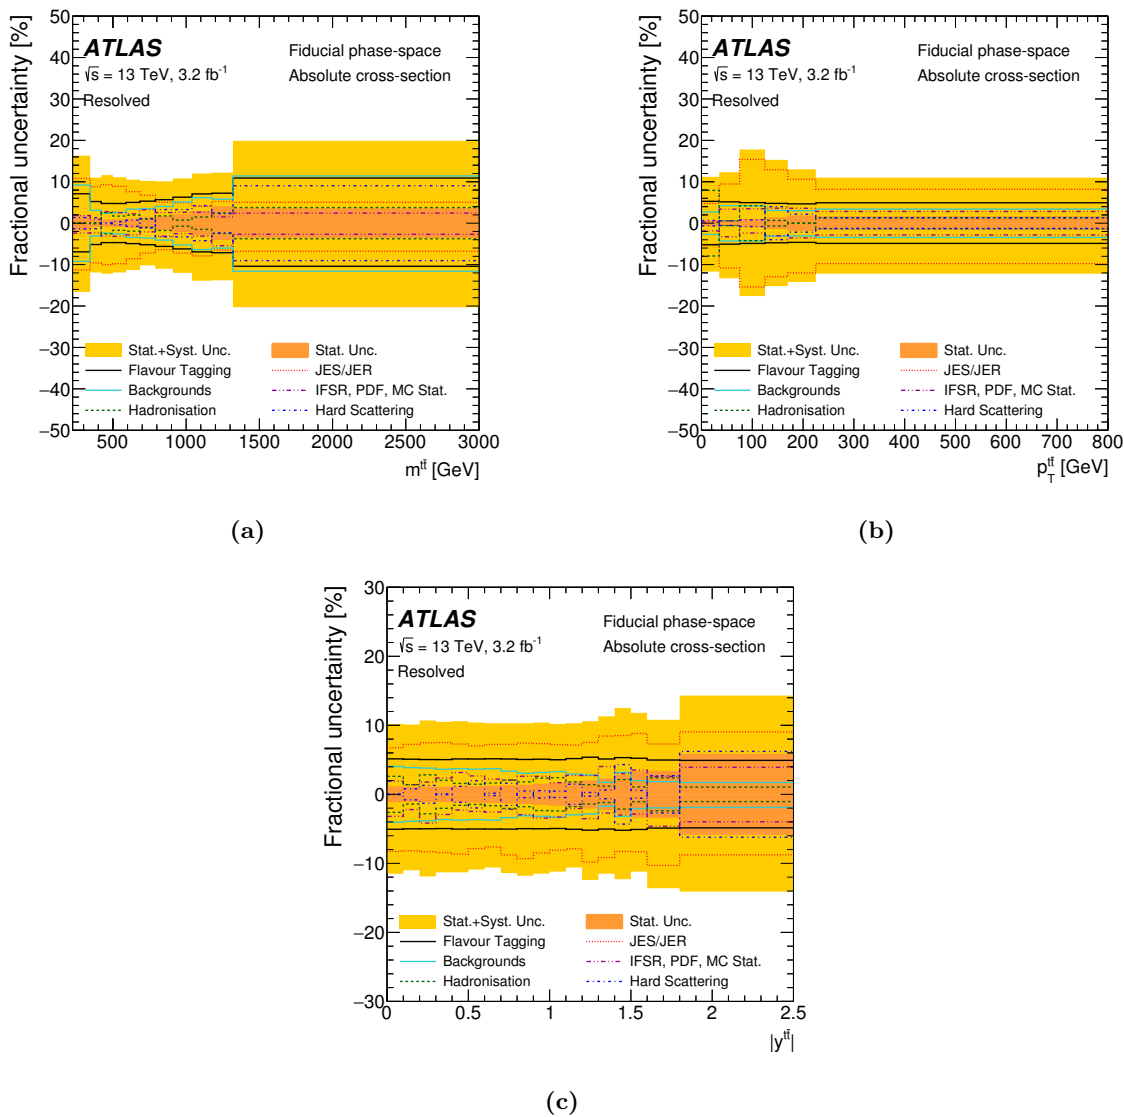 Fractional uncertainty [%]
50
40
30
20
10
0
−10
−20
−30
−40
−50
ATLAS
√s = 13 TeV, 3.2 fb⁻¹
Resolved
Fiducial phase-space
Absolute cross-section
Stat.+Syst. Unc.
Stat. Unc.
Flavour Tagging
JES/JER
Backgrounds
IFSR, PDF, MC Stat.
Hadronisation
Hard Scattering
500 1000 1500 2000 2500 3000
m^{tt̄} [GeV]
(a)
Fractional uncertainty [%]
50
40
30
20
10
0
−10
−20
−30
−40
−50
ATLAS
√s = 13 TeV, 3.2 fb⁻¹
Resolved
Fiducial phase-space
Absolute cross-section
Stat.+Syst. Unc.
Stat. Unc.
Flavour Tagging
JES/JER
Backgrounds
IFSR, PDF, MC Stat.
Hadronisation
Hard Scattering
0 100 200 300 400 500 600 700 800
p_T^{tt̄} [GeV]
(b)
Fractional uncertainty [%]
30
20
10
0
−10
−20
−30
ATLAS
√s = 13 TeV, 3.2 fb⁻¹
Resolved
Fiducial phase-space
Absolute cross-section
Stat.+Syst. Unc.
Stat. Unc.
Flavour Tagging
JES/JER
Backgrounds
IFSR, PDF, MC Stat.
Hadronisation
Hard Scattering
0 0.5 1 1.5 2 2.5
|y^{tt̄}|
(c)